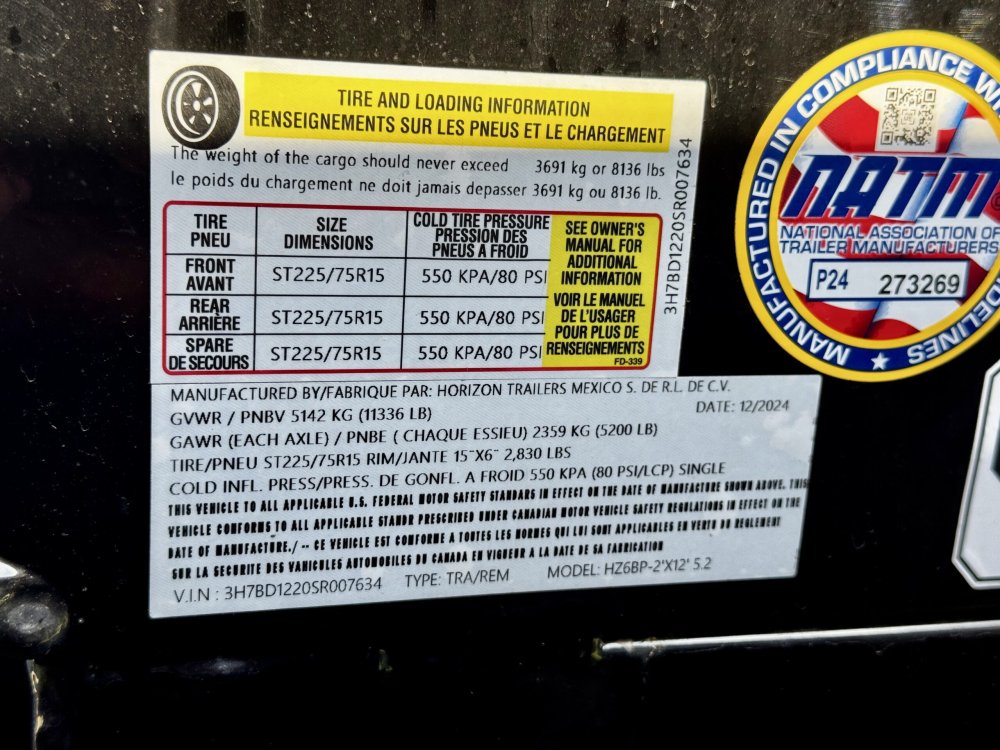 TIRE AND LOADING INFORMATION
RENSEIGNEMENTS SUR LES PNEUS ET LE CHARGEMENT
The weight of the cargo should never exceed 3691 kg or 8136 lbs
le poids du chargement ne doit jamais depasser 3691 kg ou 8136 lb.
TIRE PNEU
SIZE DIMENSIONS
COLD TIRE PRESSURE PRESSION DES PNEUS A FROID
FRONT AVANT
ST225/75R15
550 KPA/80 PSI
REAR ARRIÈRE
ST225/75R15
550 KPA/80 PSI
SPARE DE SECOURS
ST225/75R15
550 KPA/80 PSI
SEE OWNER'S
MANUAL FOR
ADDITIONAL
INFORMATION
VOIR LE MANUEL
DE L'USAGER
POUR PLUS DE
RENSEIGNEMENTS
FD-339
3H7BD1220SR007634
MANUFACTURED BY/FABRIQUE PAR: HORIZON TRAILERS MEXICO S. DE R.L. DE C.V.
GVWR / PNBV 5142 KG (11336 LB) DATE: 12/2024
GAWR (EACH AXLE) / PNBE ( CHAQUE ESSIEU) 2359 KG (5200 LB)
TIRE/PNEU ST225/75R15 RIM/JANTE 15"X6" 2,830 LBS
COLD INFL. PRESS/PRESS. DE GONFL. A FROID 550 KPA (80 PSI/LCP) SINGLE
THIS VEHICLE TO ALL APPLICABLE U.S. FEDERAL MOTOR SAFETY STANDARS IN EFFECT ON THE DATE OF MANUFACTURE SHOWN ABOVE. THIS
VEHICLE CONFORMS TO ALL APPLICABLE STANDR PRESCRIBED UNDER CANADIAN MOTOR VEHICLE SAFETY REGULATIONS IN EFFECT ON THE
DATE OF MANUFACTURE./ -- CE VEHICLE EST CONFORME A TOUTES LES NORMES QUI LUI SONT APPLICABLES EN VERTU DU REGLEMENT
SUR LA SECURITE DES VANICULES AUTOMOBILES DU CANADA EN VIGUEUR A LA DATE DE SA FABRICATION
V.I.N : 3H7BD1220SR007634 TYPE: TRA/REM MODEL: HZ6BP-2'X12' 5.2
MANUFACTURED IN COMPLIANCE
NATM
NATIONAL ASSOCIATION OF
TRAILER MANUFACTURERS
P24 273269